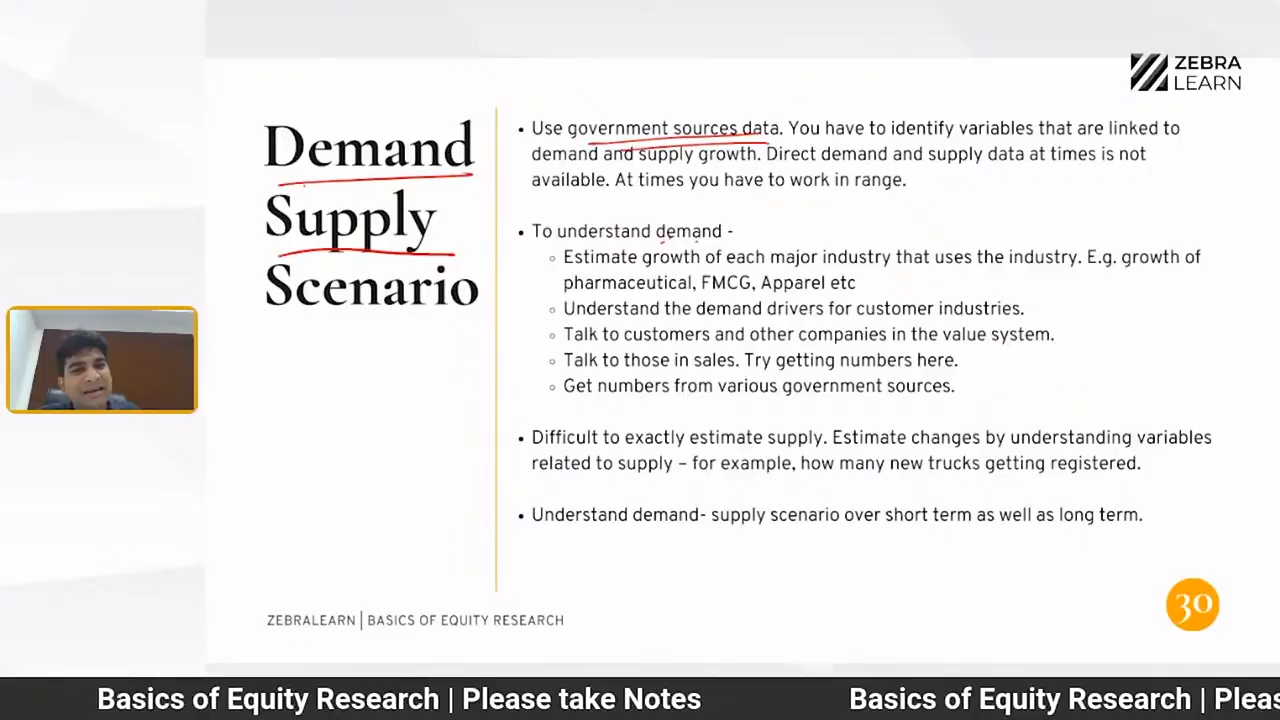 ZEBRA
LEARN
Demand
Supply
Scenario
• Use government sources data. You have to identify variables that are linked to
demand and supply growth. Direct demand and supply data at times is not
available. At times you have to work in range.
• To understand demand -
◦ Estimate growth of each major industry that uses the industry. E.g. growth of
pharmaceutical, FMCG, Apparel etc
◦ Understand the demand drivers for customer industries.
◦ Talk to customers and other companies in the value system.
◦ Talk to those in sales. Try getting numbers here.
◦ Get numbers from various government sources.
• Difficult to exactly estimate supply. Estimate changes by understanding variables
related to supply – for example, how many new trucks getting registered.
• Understand demand- supply scenario over short term as well as long term.
ZEBRALEARN | BASICS OF EQUITY RESEARCH
30
Basics of Equity Research | Please take Notes Basics of Equity Research | Pleas